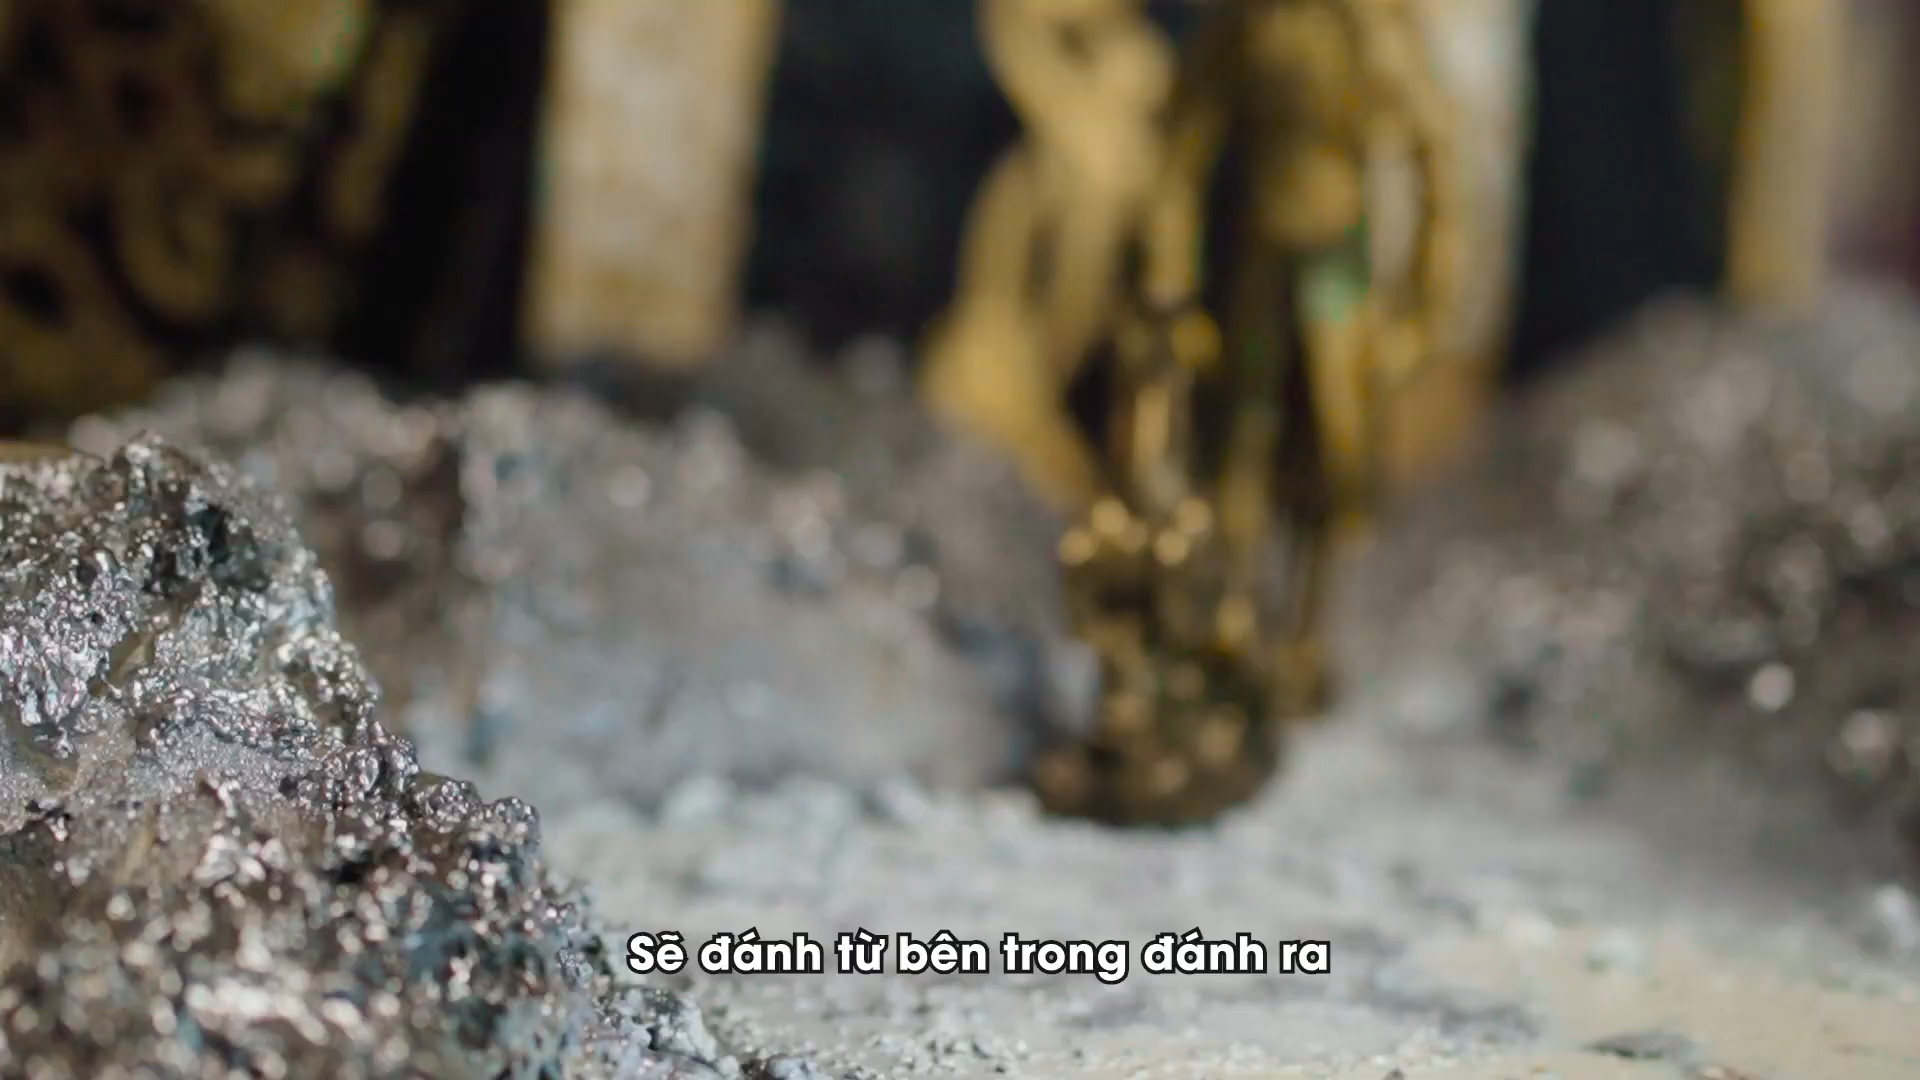 Sẽ đánh từ bên trong đánh ra